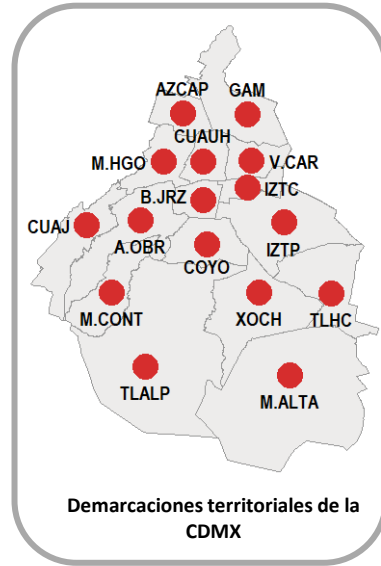 AZCAP
GAM
CUAUH
M.HGO
V.CAR
IZTC
B.JRZ
CUAJ
A.OBR
IZTP
COYO
M.CONT
XOCH
TLHC
TLALP
M.ALTA
Demarcaciones territoriales de la
CDMX